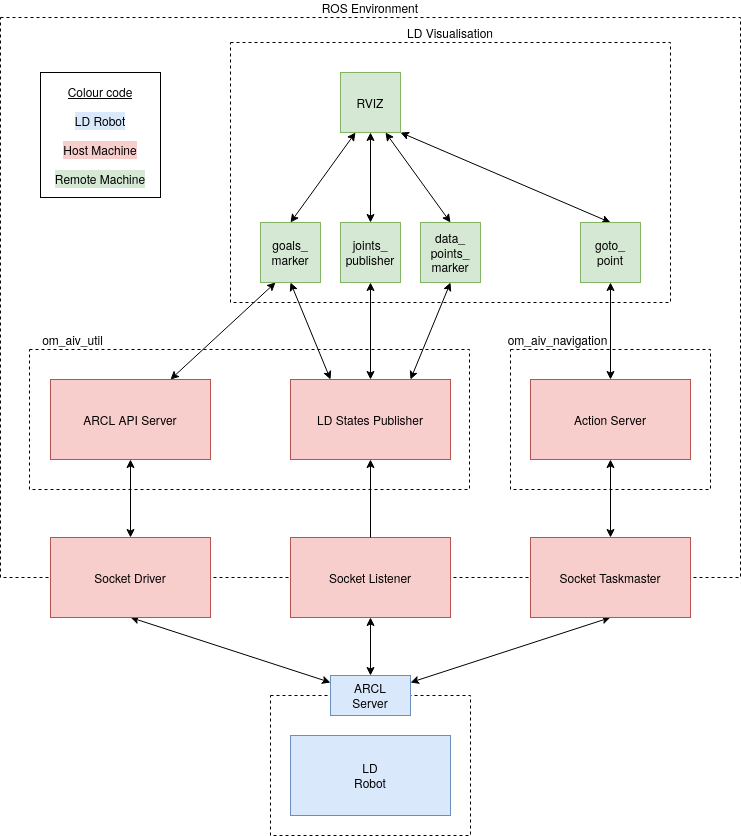 ROS Environment
LD Visualisation
Colour code
LD Robot
Host Machine
Remote Machine
RVIZ
goals_
marker
joints_
publisher
data_
points_
marker
goto_
point
om_aiv_util
om_aiv_navigation
ARCL API Server
LD States Publisher
Action Server
Socket Driver
Socket Listener
Socket Taskmaster
ARCL
Server
LD
Robot